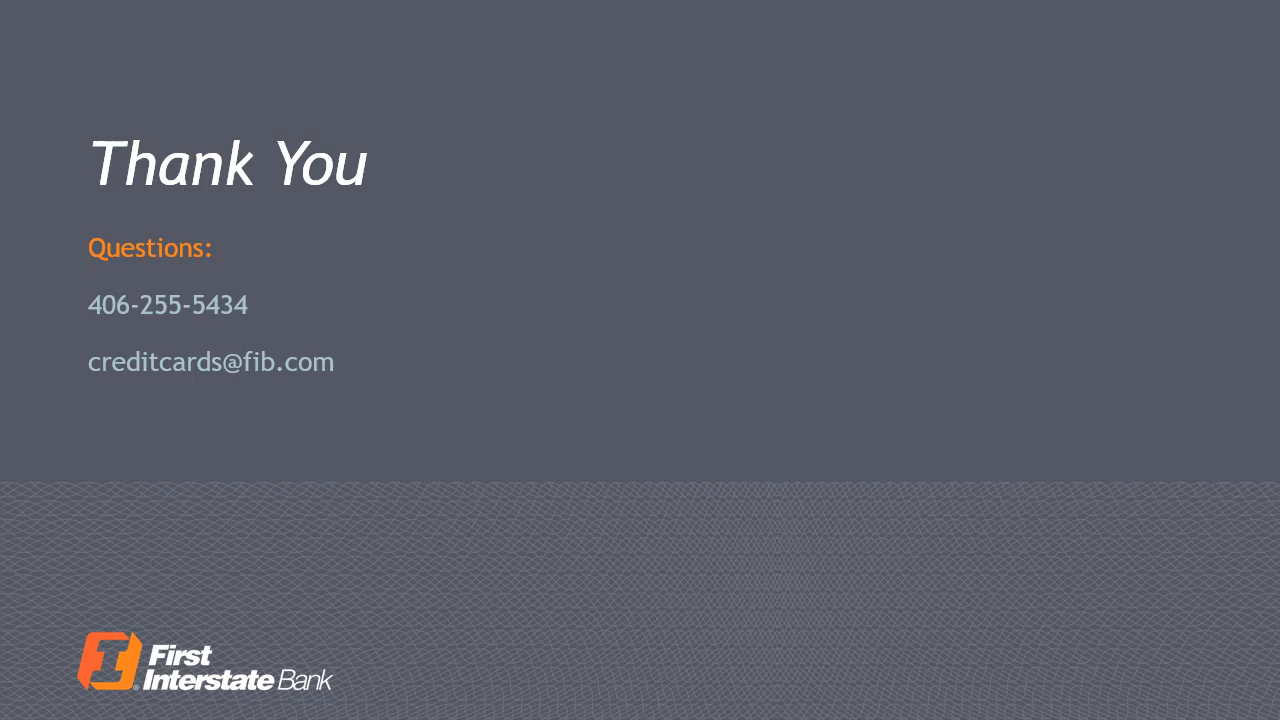 Thank You
Questions:
406-255-5434
creditcards@fib.com
First
Interstate Bank
®